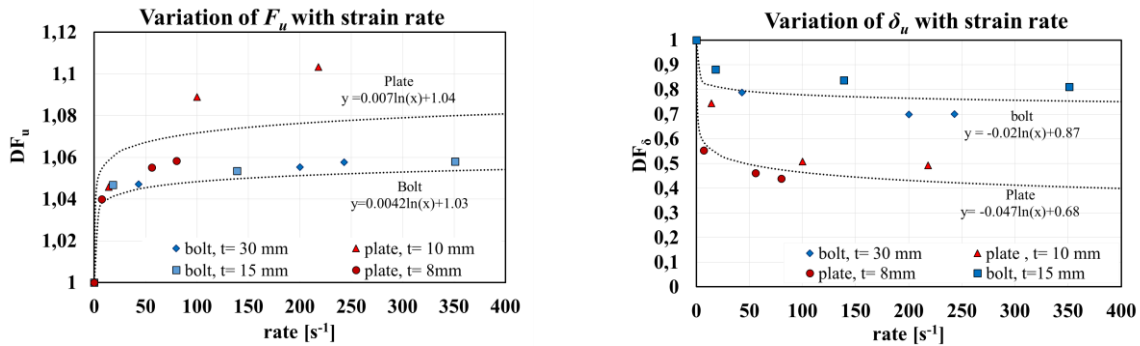 Variation of Fu with strain rate
1,12
1,1
1,08
1,06
1,04
1,02
1
DFu
Plate
y =0.007ln(x)+1.04
Bolt
y=0.0042ln(x)+1.03
bolt, t= 30 mm
plate, t= 10 mm
bolt, t= 15 mm
plate, t= 8mm
0 50 100 150 200 250 300 350 400
rate [s-1]
Variation of δu with strain rate
1
0,9
0,8
0,7
0,6
0,5
0,4
0,3
0,2
0,1
0
DFδ
bolt
y = -0.02ln(x)+0.87
Plate
y= -0.047ln(x)+0.68
bolt, t= 30 mm
plate , t= 10 mm
plate, t= 8mm
bolt, t=15 mm
0 50 100 150 200 250 300 350 400
rate [s-1]